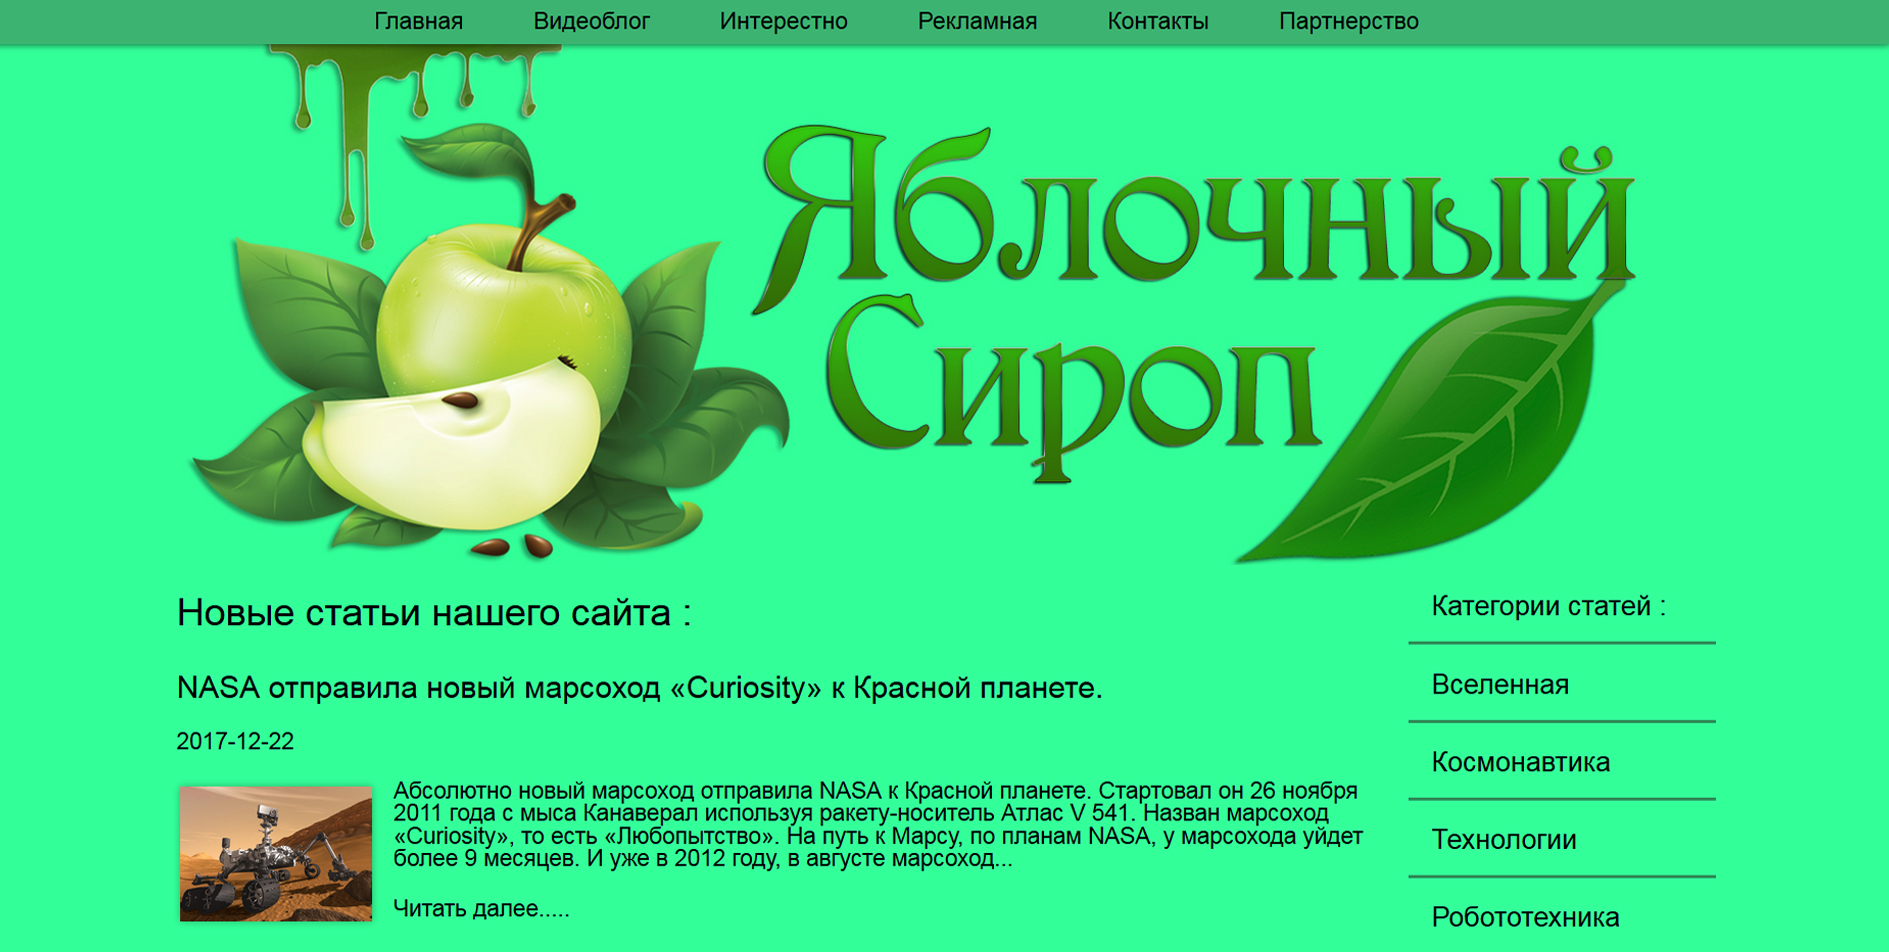 Главная Видеоблог Интерестно Рекламная Контакты Партнерство
Яблочный
Сироп
Новые статьи нашего сайта :
NASA отправила новый марсоход «Curiosity» к Красной планете.
2017-12-22
Абсолютно новый марсоход отправила NASA к Красной планете. Стартовал он 26 ноября
2011 года с мыса Канаверал используя ракету-носитель Атлас V 541. Назван марсоход
«Curiosity», то есть «Любопытство». На путь к Марсу, по планам NASA, у марсохода уйдет
более 9 месяцев. И уже в 2012 году, в августе марсоход...
Читать далее.....
Категории статей :
Вселенная
Космонавтика
Технологии
Робототехника